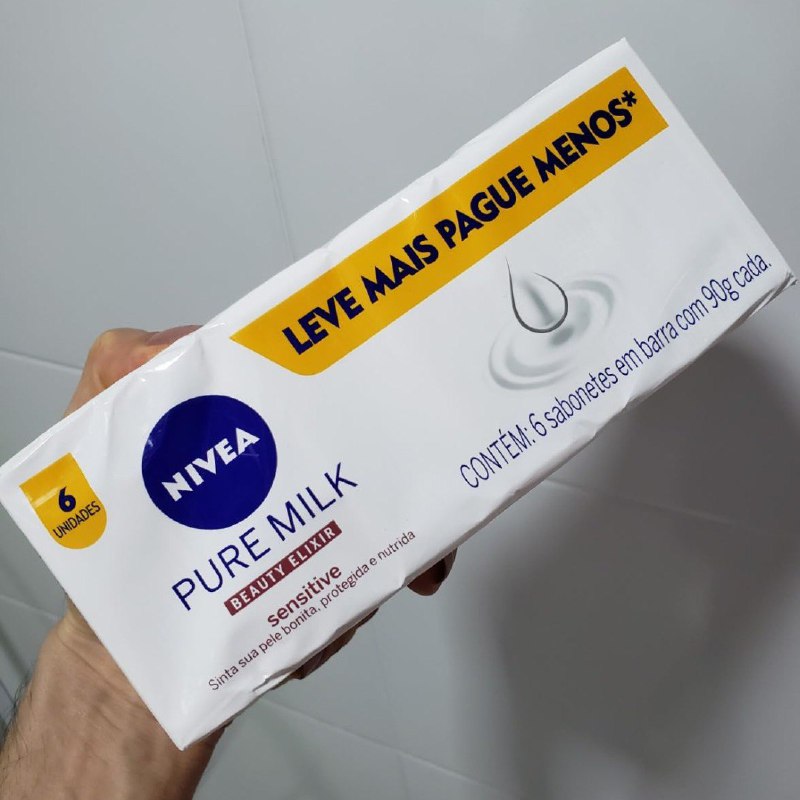 LEVE MAIS PAGUE MENOS*
CONTÉM: 6 sabonetes em barra com 90g cada.
6
UNIDADES
NIVEA
PURE MILK
BEAUTY ELIXIR
sensitive
Sinta sua pele bonita, protegida e nutrida